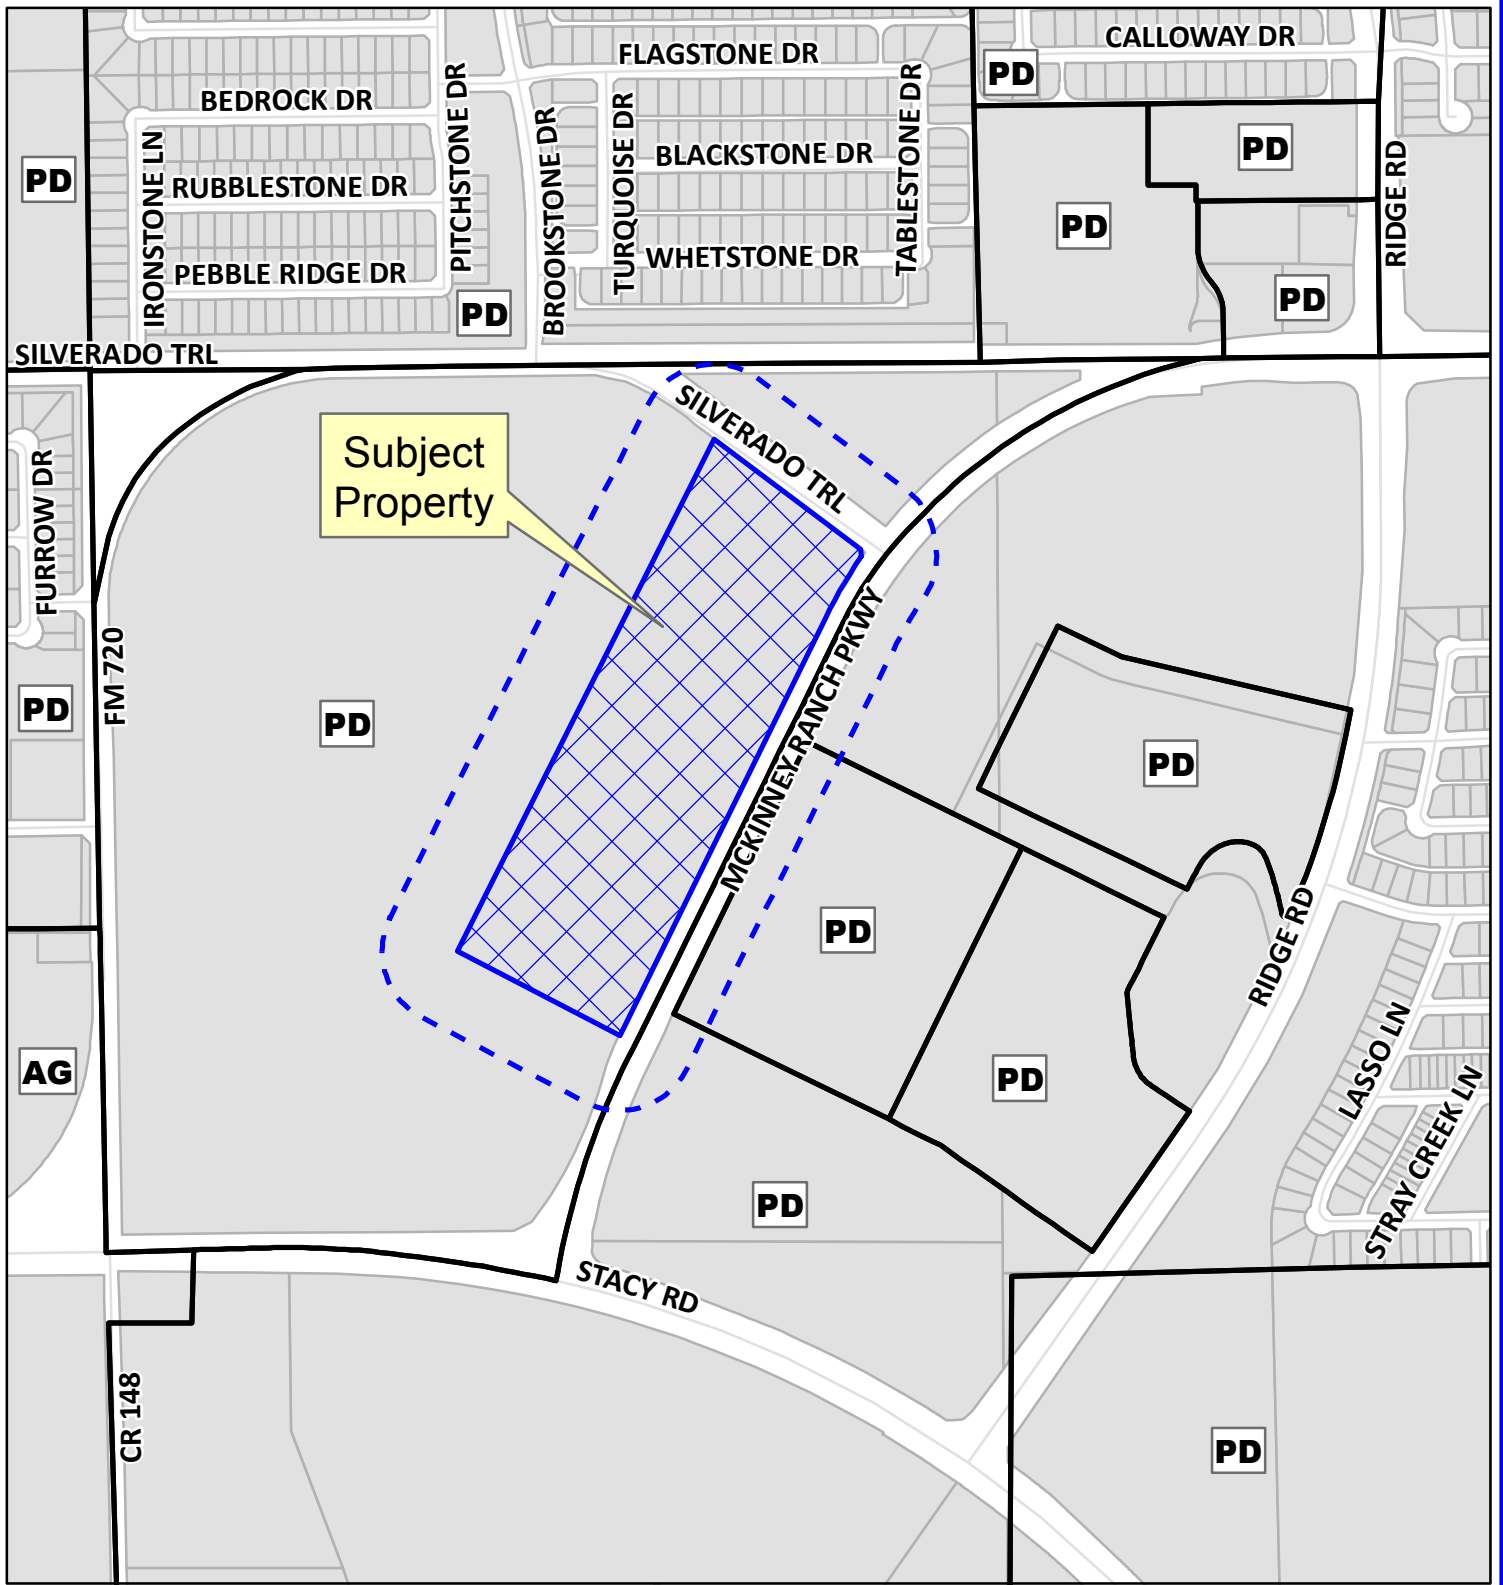 CALLOWAY DR
FLAGSTONE DR
PD
BEDROCK DR
PITCHSTONE DR
BROOKSTONE DR
TURQUOISE DR
TABLESTONE DR
BLACKSTONE DR
PD
RIDGE RD
PD
IRONSTONE LN
RUBBLESTONE DR
PD
WHETSTONE DR
PEBBLE RIDGE DR
PD
PD
SILVERADO TRL
SILVERADO TRL
Subject
Property
FURROW DR
FM 720
PD
PD
MCKINNEY RANCH PKWY
PD
PD
RIDGE RD
AG
PD
LASSO LN
STRAY CREEK LN
PD
STACY RD
CR 148
PD